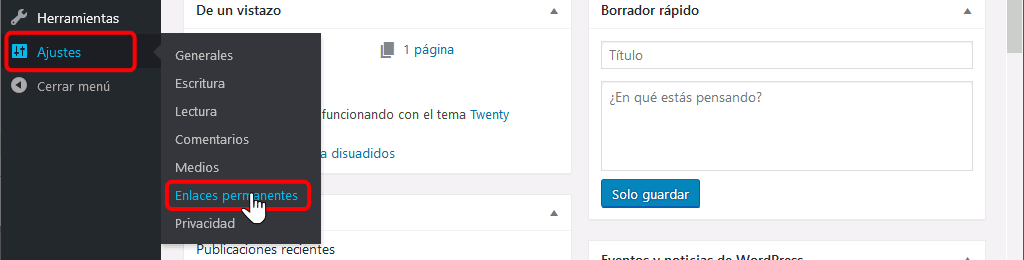 Herramientas
Ajustes
Cerrar menú
Generales
Escritura
Lectura
Comentarios
Medios
Enlaces permanentes
Privacidad
De un vistazo
1 página
funcionando con el tema Twenty
a disuadidos
Publicaciones recientes
Borrador rápido
Título
¿En qué estás pensando?
Solo guardar
Eventos y noticias de WordPress